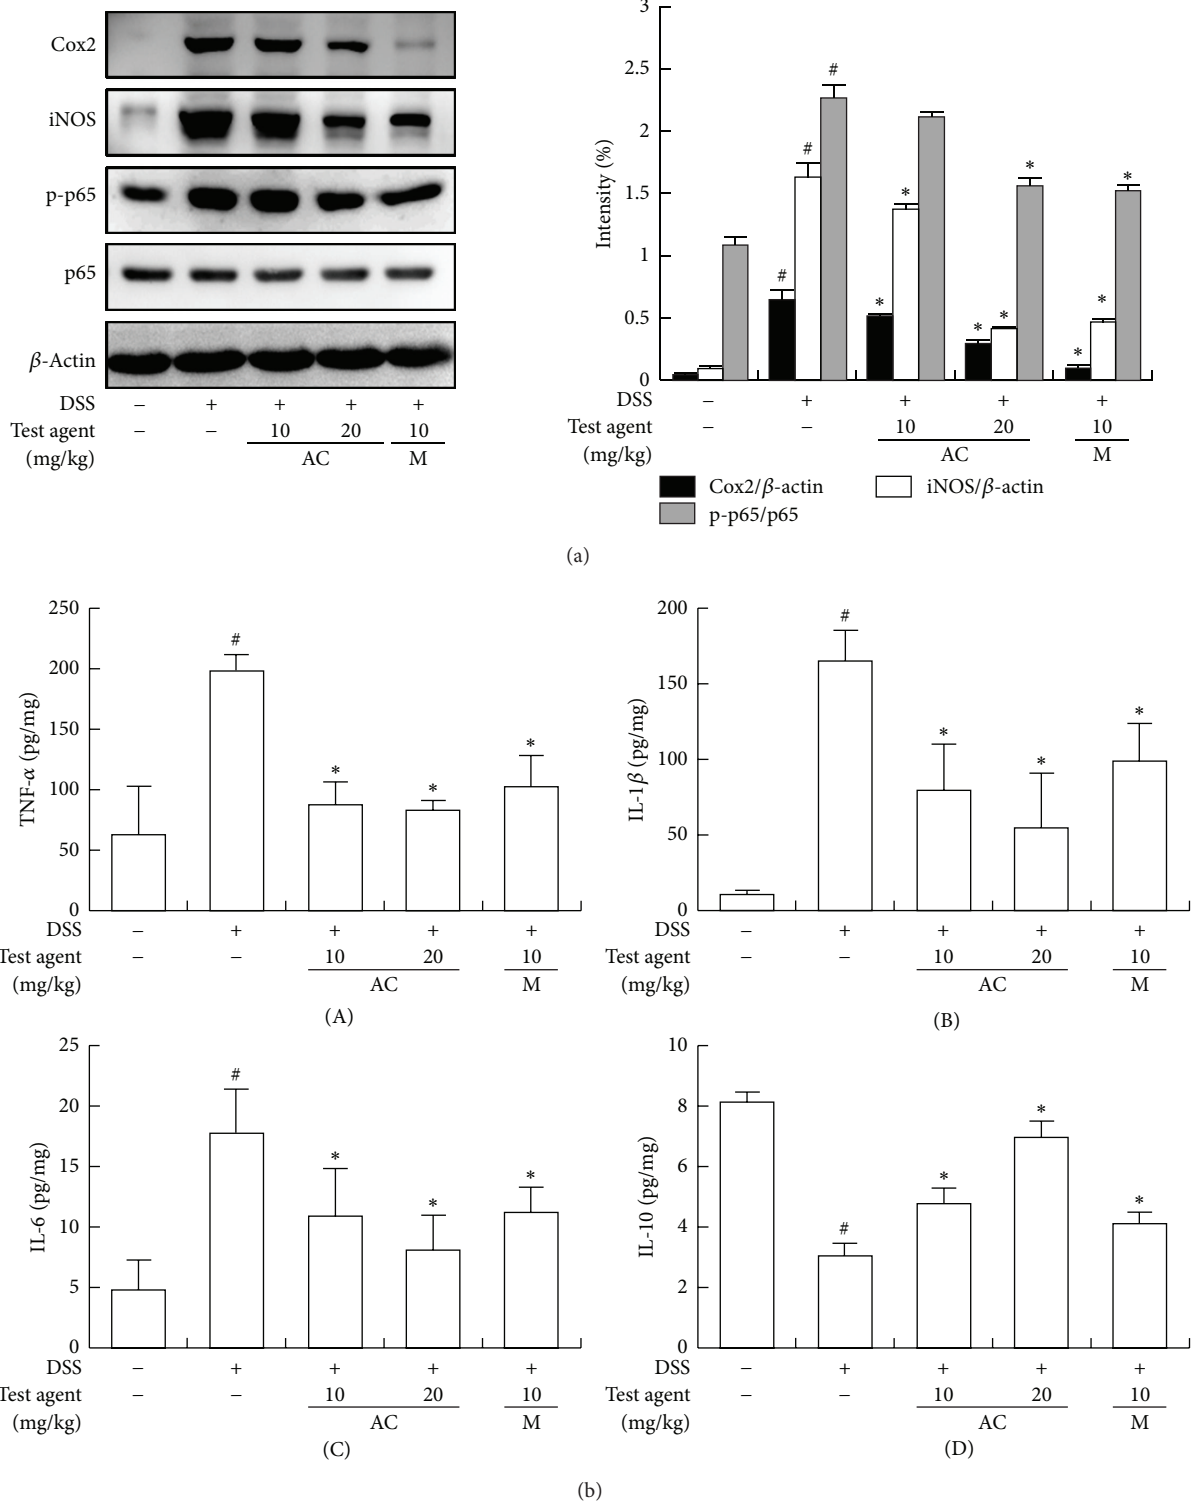 Cox2
iNOS
p-p65
p65
β-Actin
DSS – + + + +
Test agent – – 10 20 10
(mg/kg) AC M
3
2.5
2
1.5
1
0.5
0
Intensity (%)
# # #
* *
* * *
* * *
DSS – + + + +
Test agent – – 10 20 10
(mg/kg) AC M
Cox2/β-actin iNOS/β-actin
p-p65/p65
(a)
250
200
150
100
50
0
TNF-α (pg/mg)
# * * *
DSS – + + + +
Test agent – – 10 20 10
(mg/kg) AC M
(A)
200
150
100
50
0
IL-1β (pg/mg)
# * * *
DSS – + + + +
Test agent – – 10 20 10
(mg/kg) AC M
(B)
25
20
15
10
5
0
IL-6 (pg/mg)
# * * *
DSS – + + + +
Test agent – – 10 20 10
(mg/kg) AC M
(C)
10
8
6
4
2
0
IL-10 (pg/mg)
# * * *
DSS – + + + +
Test agent – – 10 20 10
(mg/kg) AC M
(D)
(b)